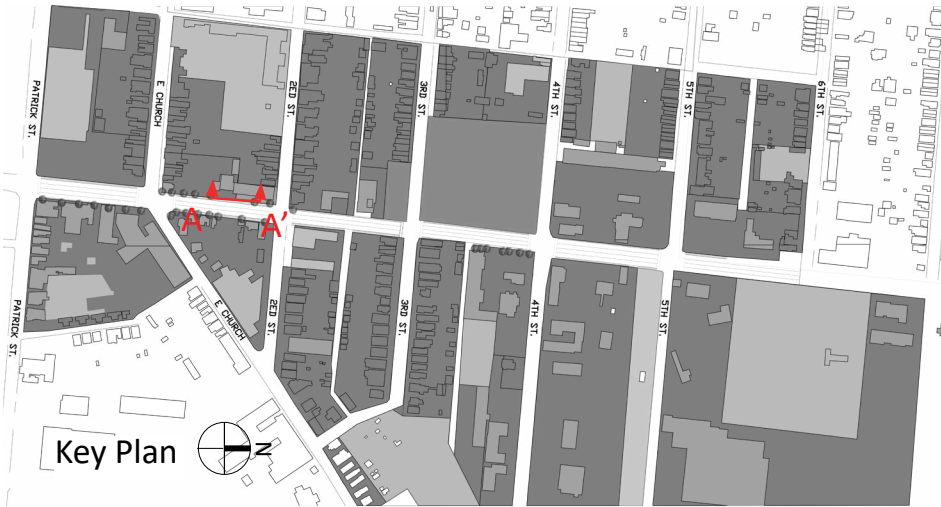 PATRICK ST.
E CHURCH
2ED ST.
3RD ST.
4TH ST.
5TH ST.
6TH ST.
A
A'
PATRICK ST.
E CHURCH
2ED ST.
3RD ST.
4TH ST.
5TH ST.
Key Plan
N